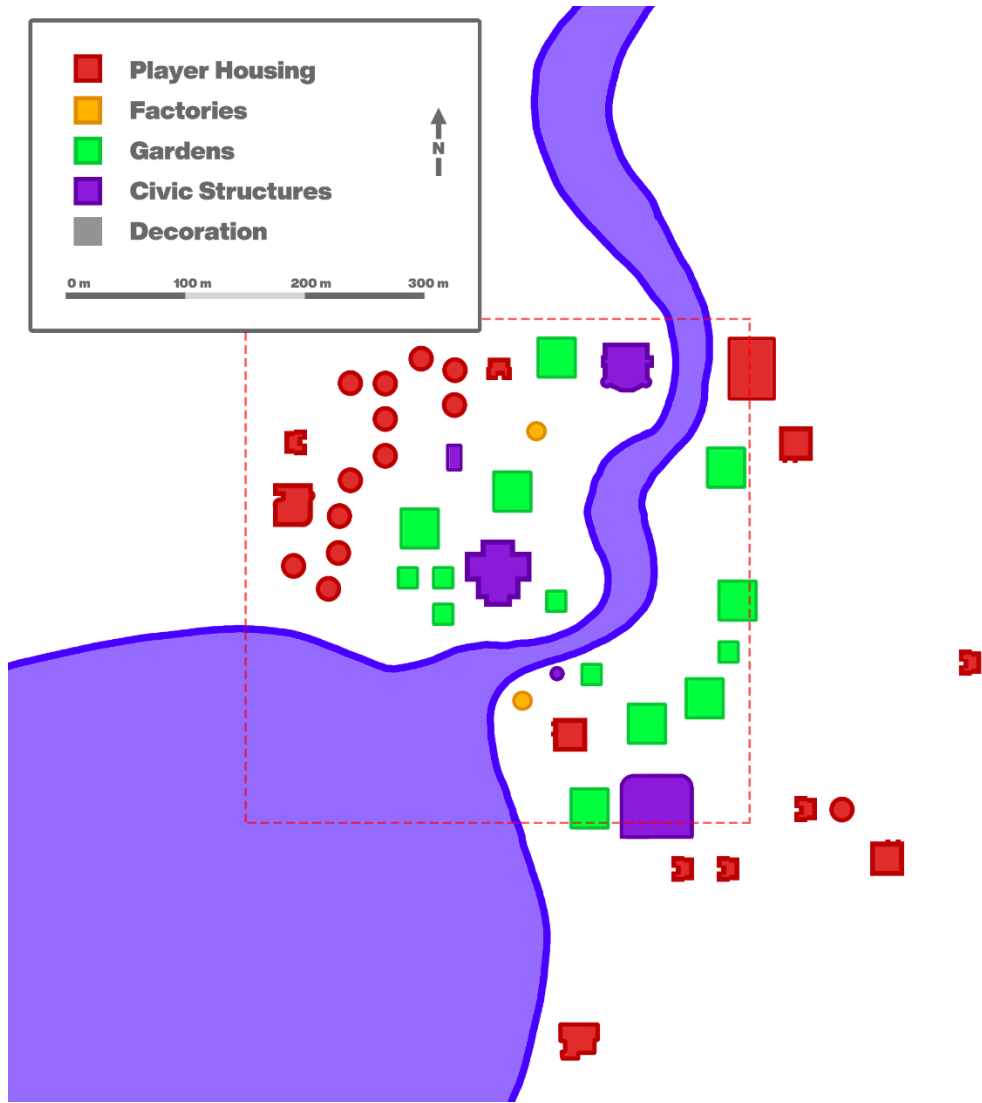 Player Housing
Factories
Gardens
Civic Structures
Decoration
N
0 m 100 m 200 m 300 m